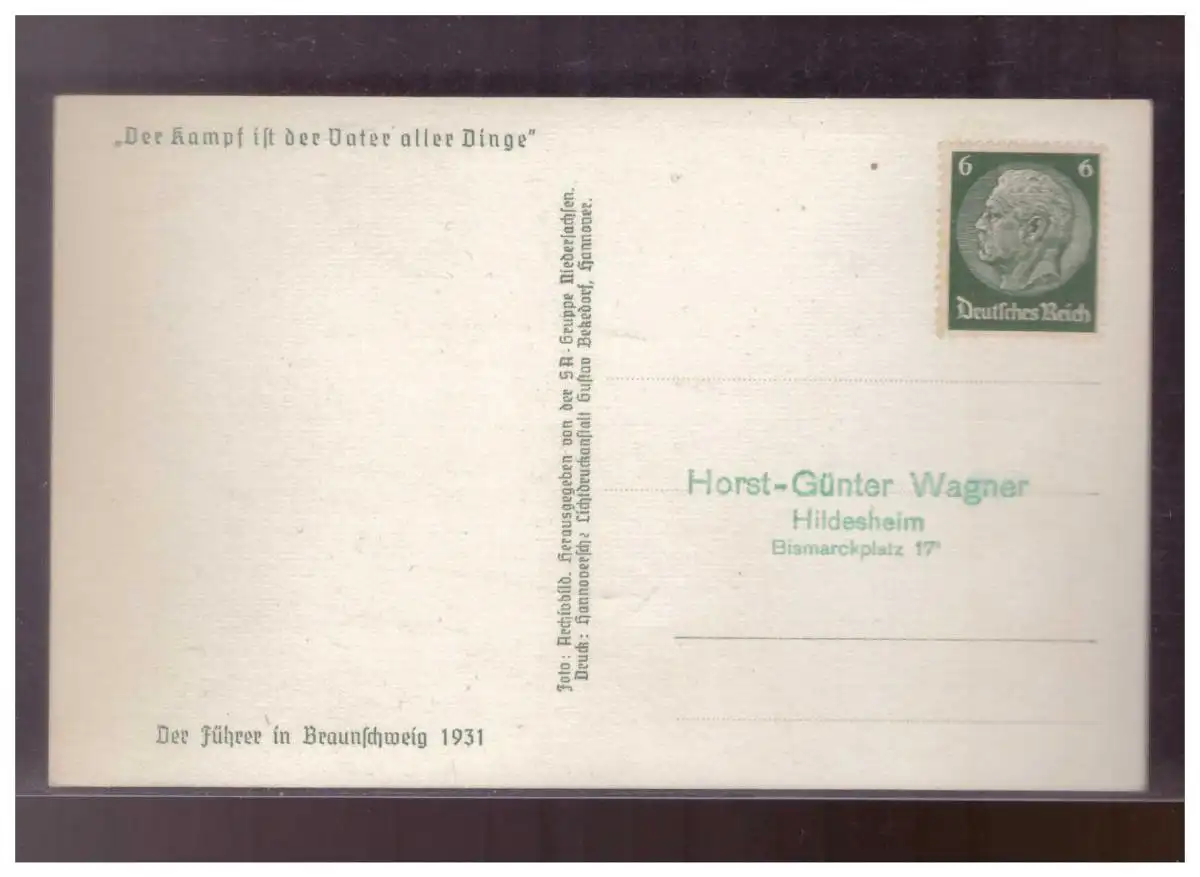 „Der Kampf ist der Vater aller Dinge"
6 6
Deutsches Reich
Foto: Archivbild. Herausgegeben von der SA-Gruppe Niedersachsen.
Druck: Hannoversche Lichtdruckanstalt Gustav Bekedorf, Hannover.
Horst-Günter Wagner
Hildesheim
Bismarckplatz 17ᵃ
Der Führer in Braunschweig 1931